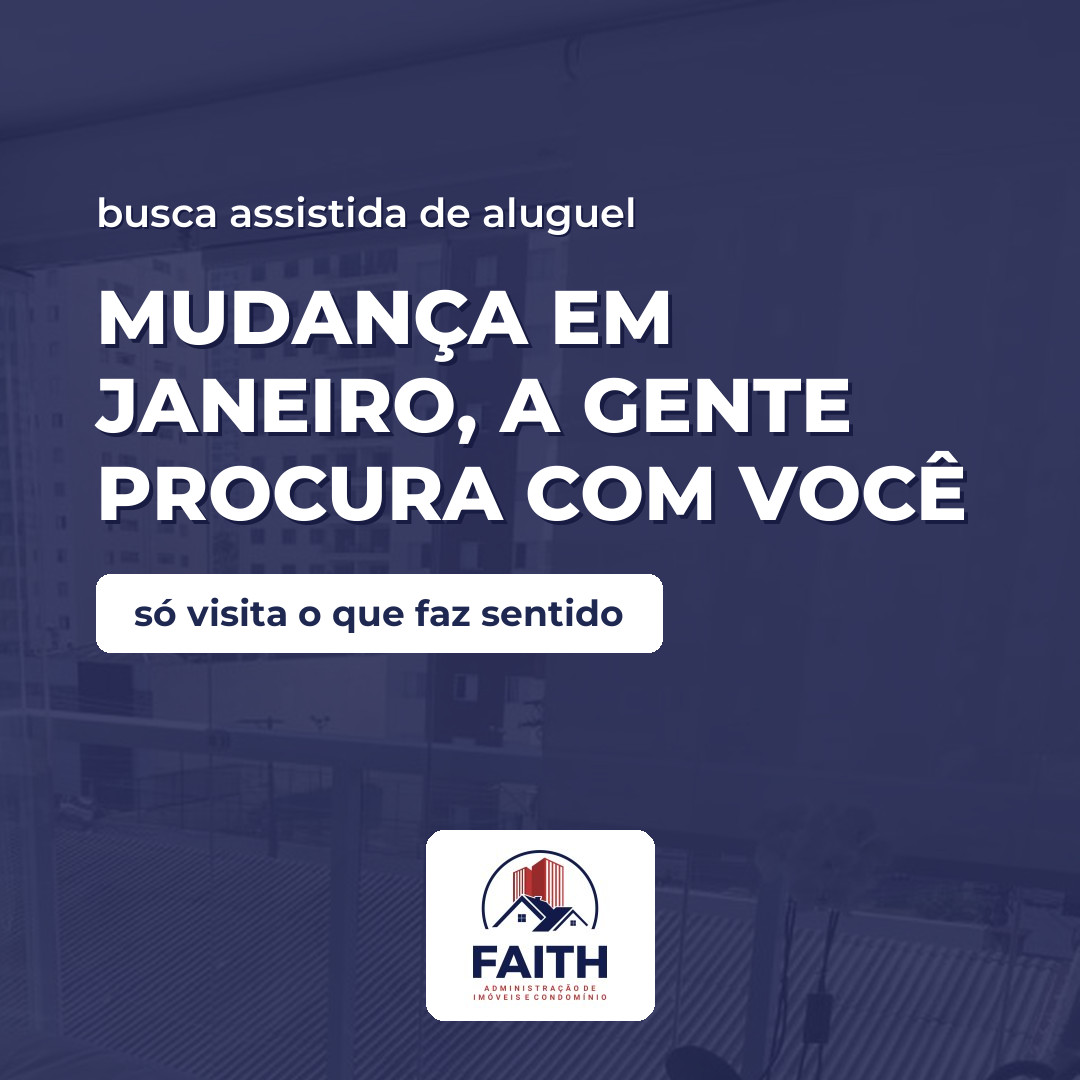 busca assistida de aluguel
MUDANÇA EM
JANEIRO, A GENTE
PROCURA COM VOCÊ
só visita o que faz sentido
FAITH
ADMINISTRAÇÃO DE
IMÓVEIS E CONDOMÍNIO